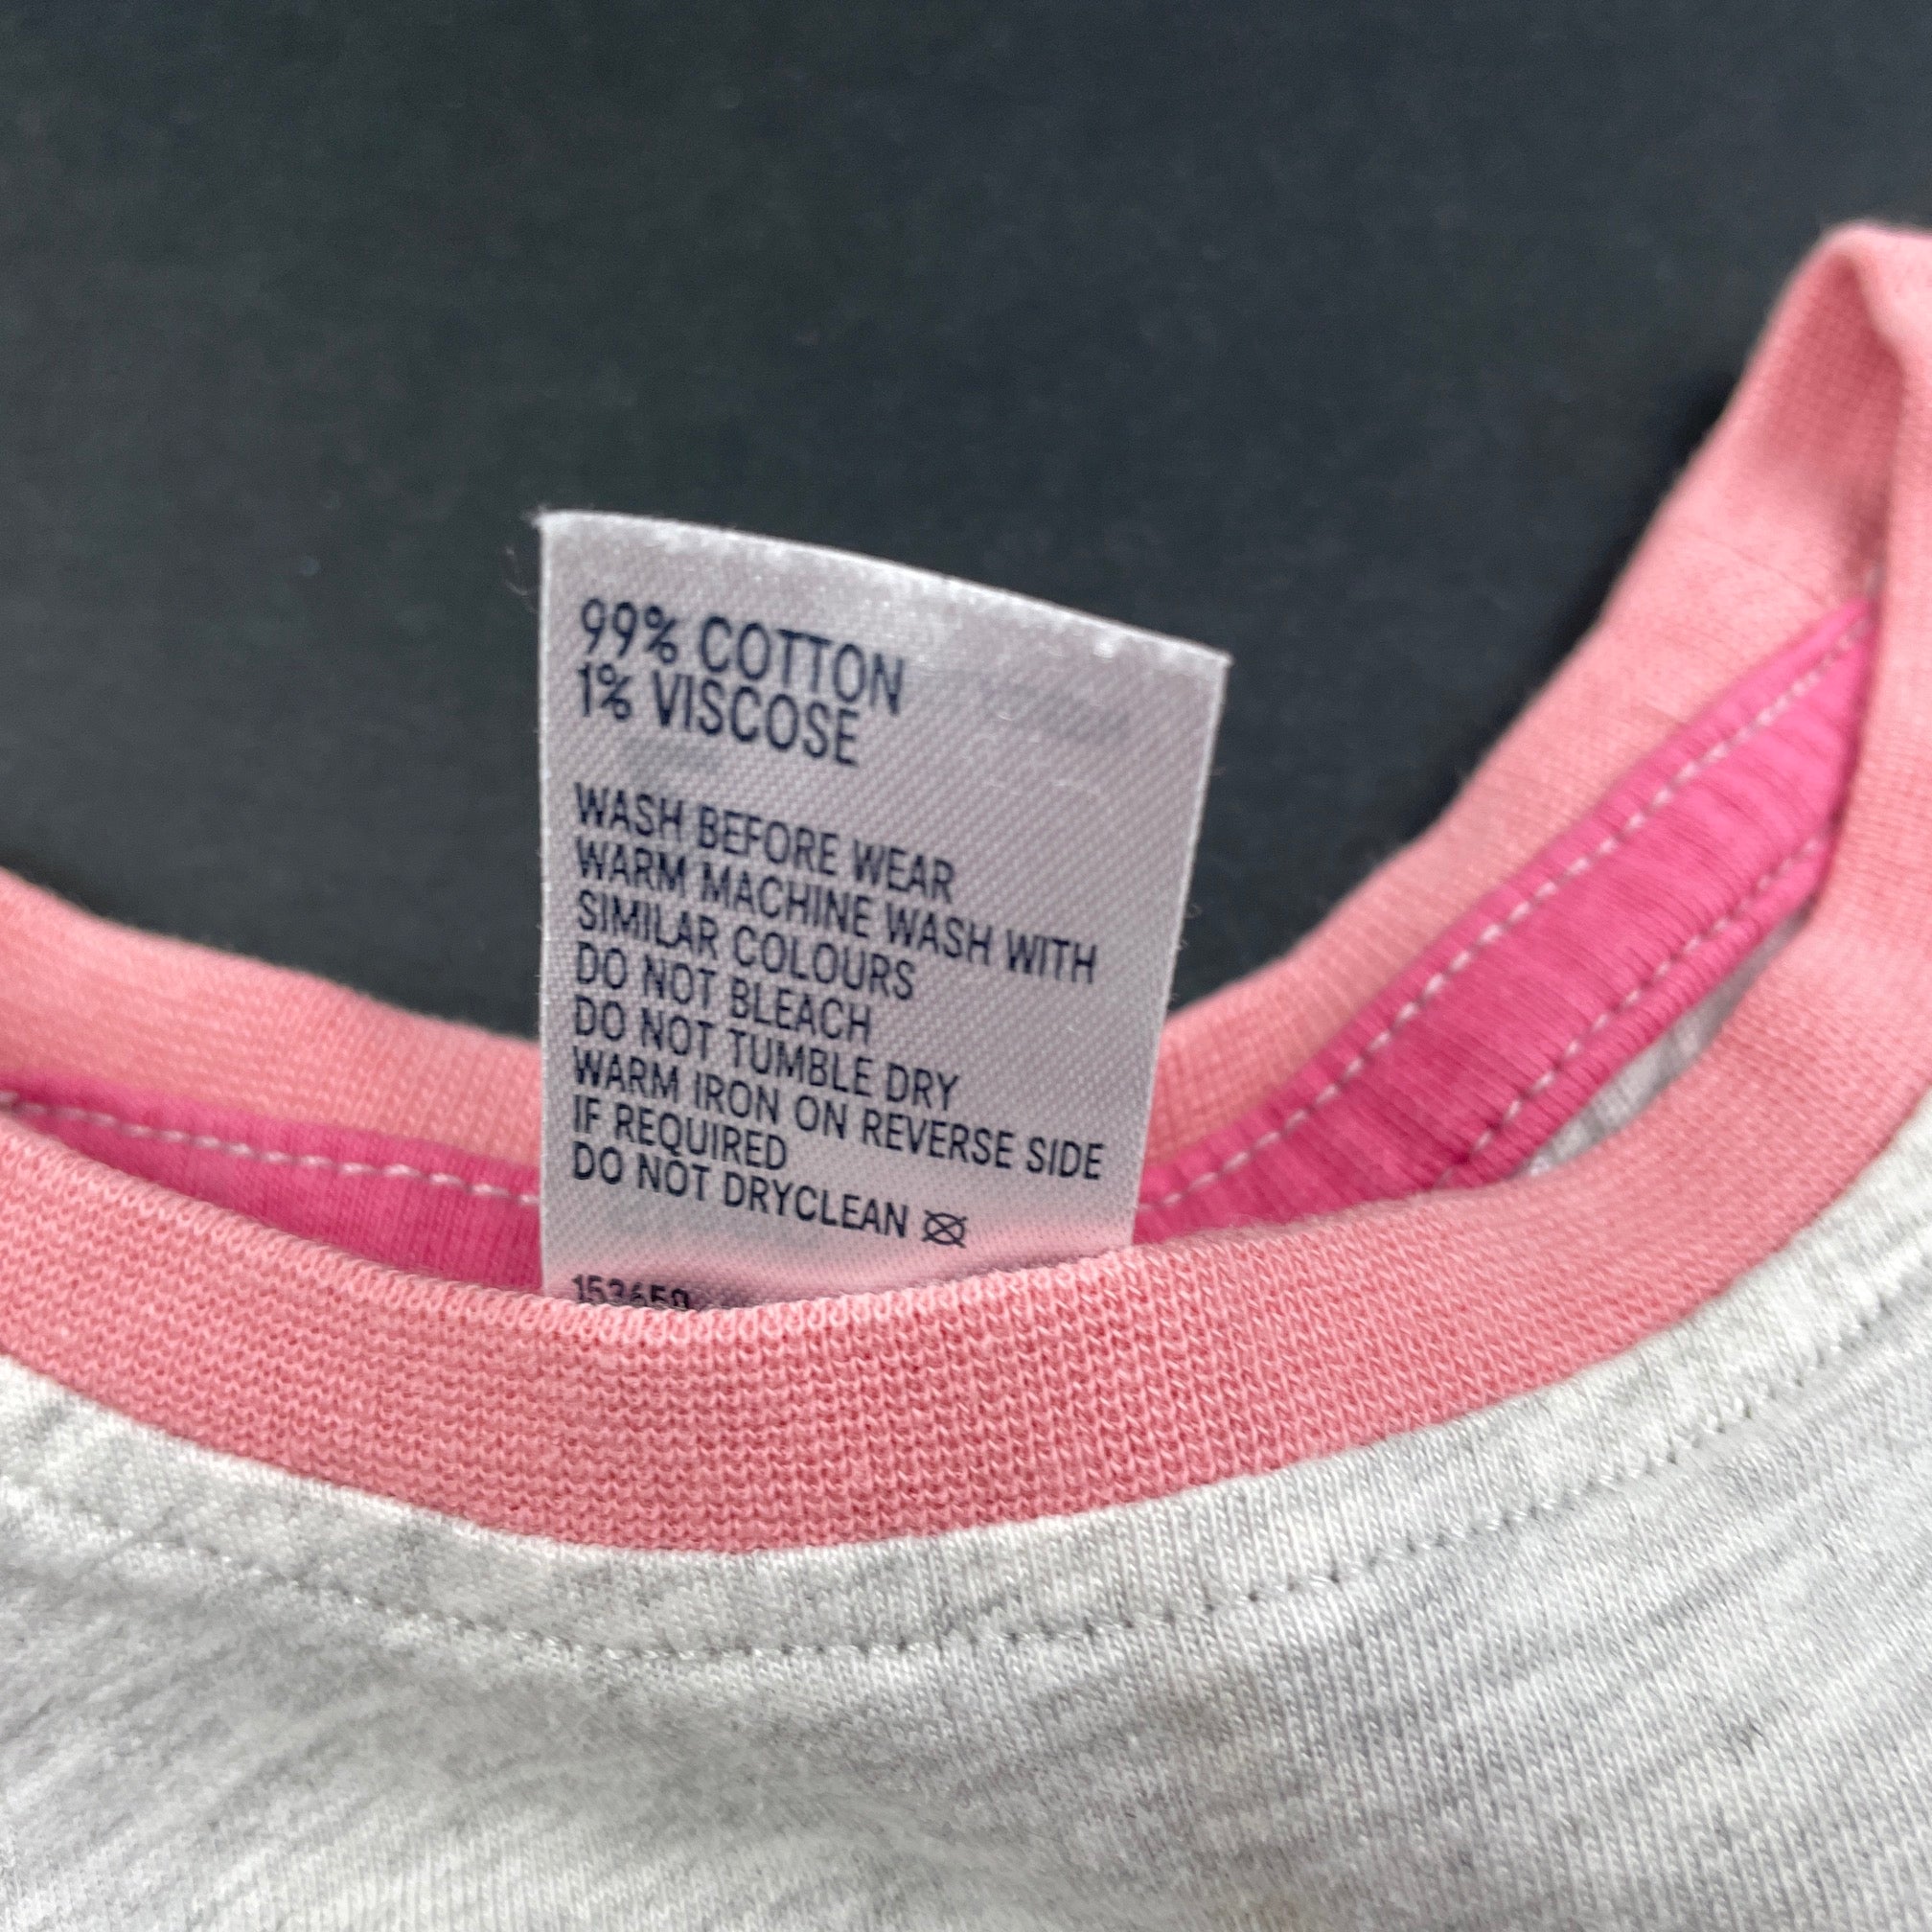 99% COTTON
1% VISCOSE
WASH BEFORE WEAR
WARM MACHINE WASH WITH
SIMILAR COLOURS
DO NOT BLEACH
DO NOT TUMBLE DRY
WARM IRON ON REVERSE SIDE
IF REQUIRED
DO NOT DRYCLEAN